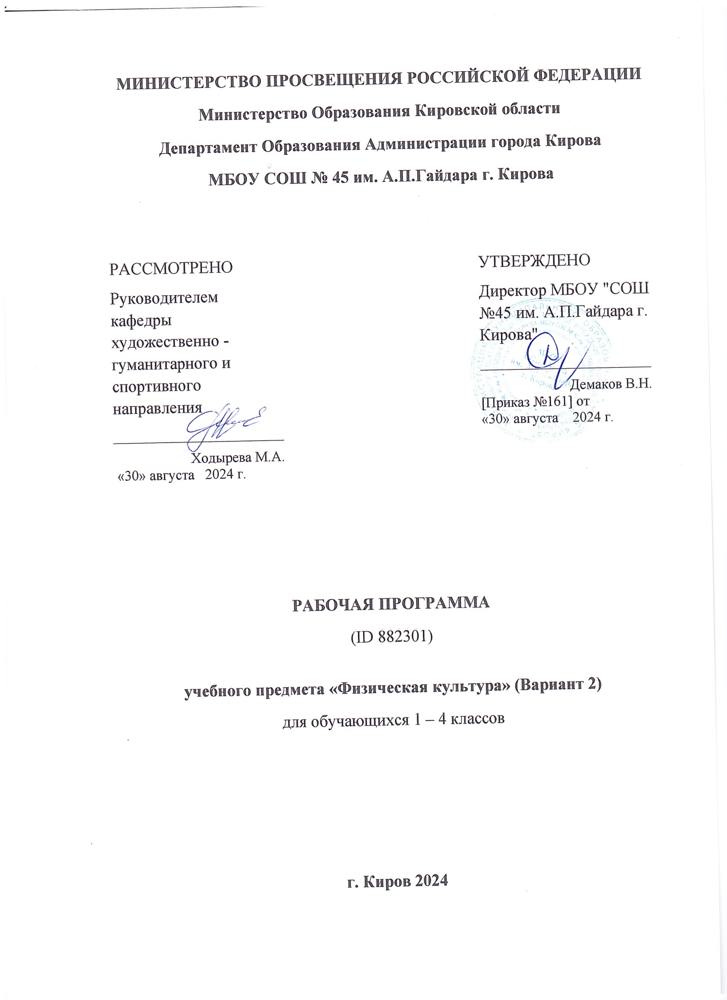 МИНИСТЕРСТВО ПРОСВЕЩЕНИЯ РОССИЙСКОЙ ФЕДЕРАЦИИ
Министерство Образования Кировской области
Департамент Образования Администрации города Кирова
МБОУ СОШ № 45 им. А.П.Гайдара г. Кирова
РАССМОТРЕНО
Руководителем
кафедры
художественно -
гуманитарного и
спортивного
направления
Ходырева М.А.
«30» августа 2024 г.
УТВЕРЖДЕНО
Директор МБОУ "СОШ
№45 им. А.П.Гайдара г.
Кирова"
Демаков В.Н.
[Приказ №161] от
«30» августа 2024 г.
РАБОЧАЯ ПРОГРАММА
(ID 882301)
учебного предмета «Физическая культура» (Вариант 2)
для обучающихся 1 – 4 классов
г. Киров 2024